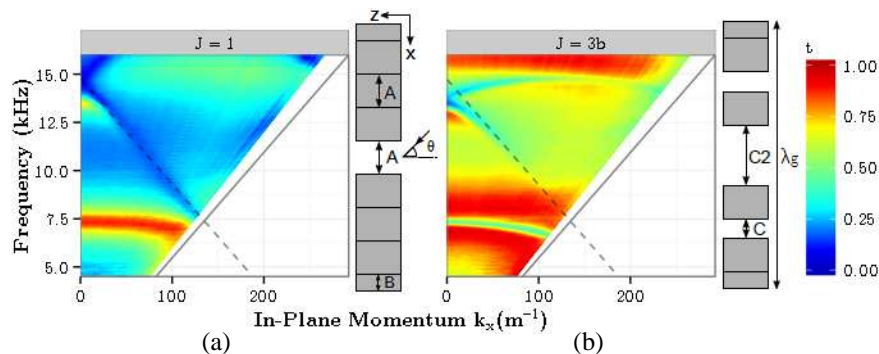 J = 1
J = 3b
Frequency (kHz)
15.0
12.5
10.0
7.5
5.0
0
100
200
0
100
200
In-Plane Momentum kₓ(m⁻¹)
z
x
A
A
θ
B
C2
C
λg
t
1.00
0.75
0.50
0.25
0.00
(a)
(b)